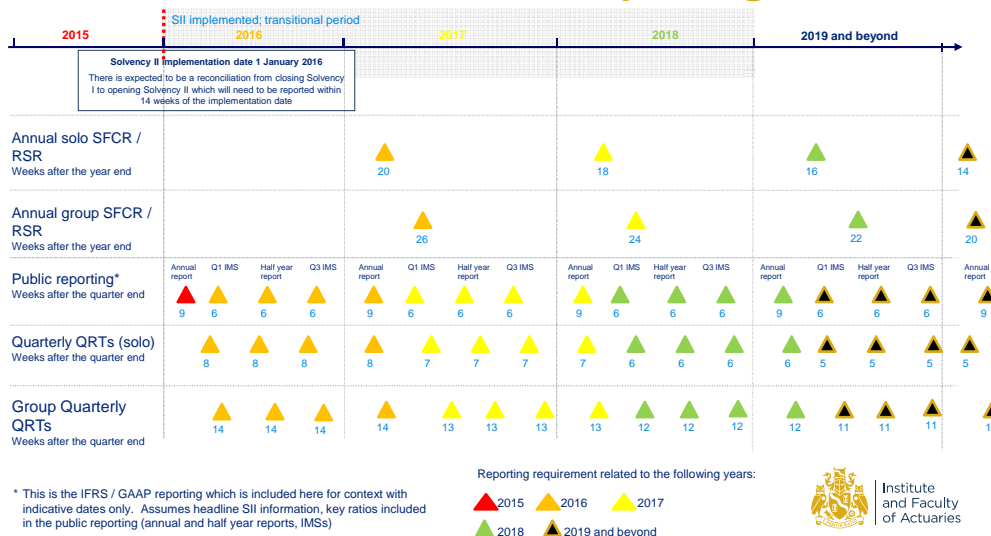 SII implemented; transitional period
2015 2016 2017 2018 2019 and beyond
Solvency II implementation date 1 January 2016
There is expected to be a reconciliation from closing Solvency
I to opening Solvency II which will need to be reported within
14 weeks of the implementation date
Annual solo SFCR /
RSR
Weeks after the year end
20 18 16 14
Annual group SFCR /
RSR
Weeks after the year end
26 24 22 20
Public reporting*
Weeks after the quarter end
Annual report Q1 IMS Half year report Q3 IMS Annual report Q1 IMS Half year report Q3 IMS Annual report Q1 IMS Half year report Q3 IMS Annual report Q1 IMS Half year report Q3 IMS Annual report
9 6 6 6 9 6 6 6 9 6 6 6 9 6 6 6 9
Quarterly QRTs (solo)
Weeks after the quarter end
8 8 8 8 7 7 7 7 6 6 6 6 5 5 5 5
Group Quarterly
QRTs
Weeks after the quarter end
14 14 14 14 13 13 13 13 12 12 12 12 11 11 11
* This is the IFRS / GAAP reporting which is included here for context with
indicative dates only. Assumes headline SII information, key ratios included
in the public reporting (annual and half year reports, IMSs)
Reporting requirement related to the following years:
2015 2016 2017
2018 2019 and beyond
Institute
and Faculty
of Actuaries